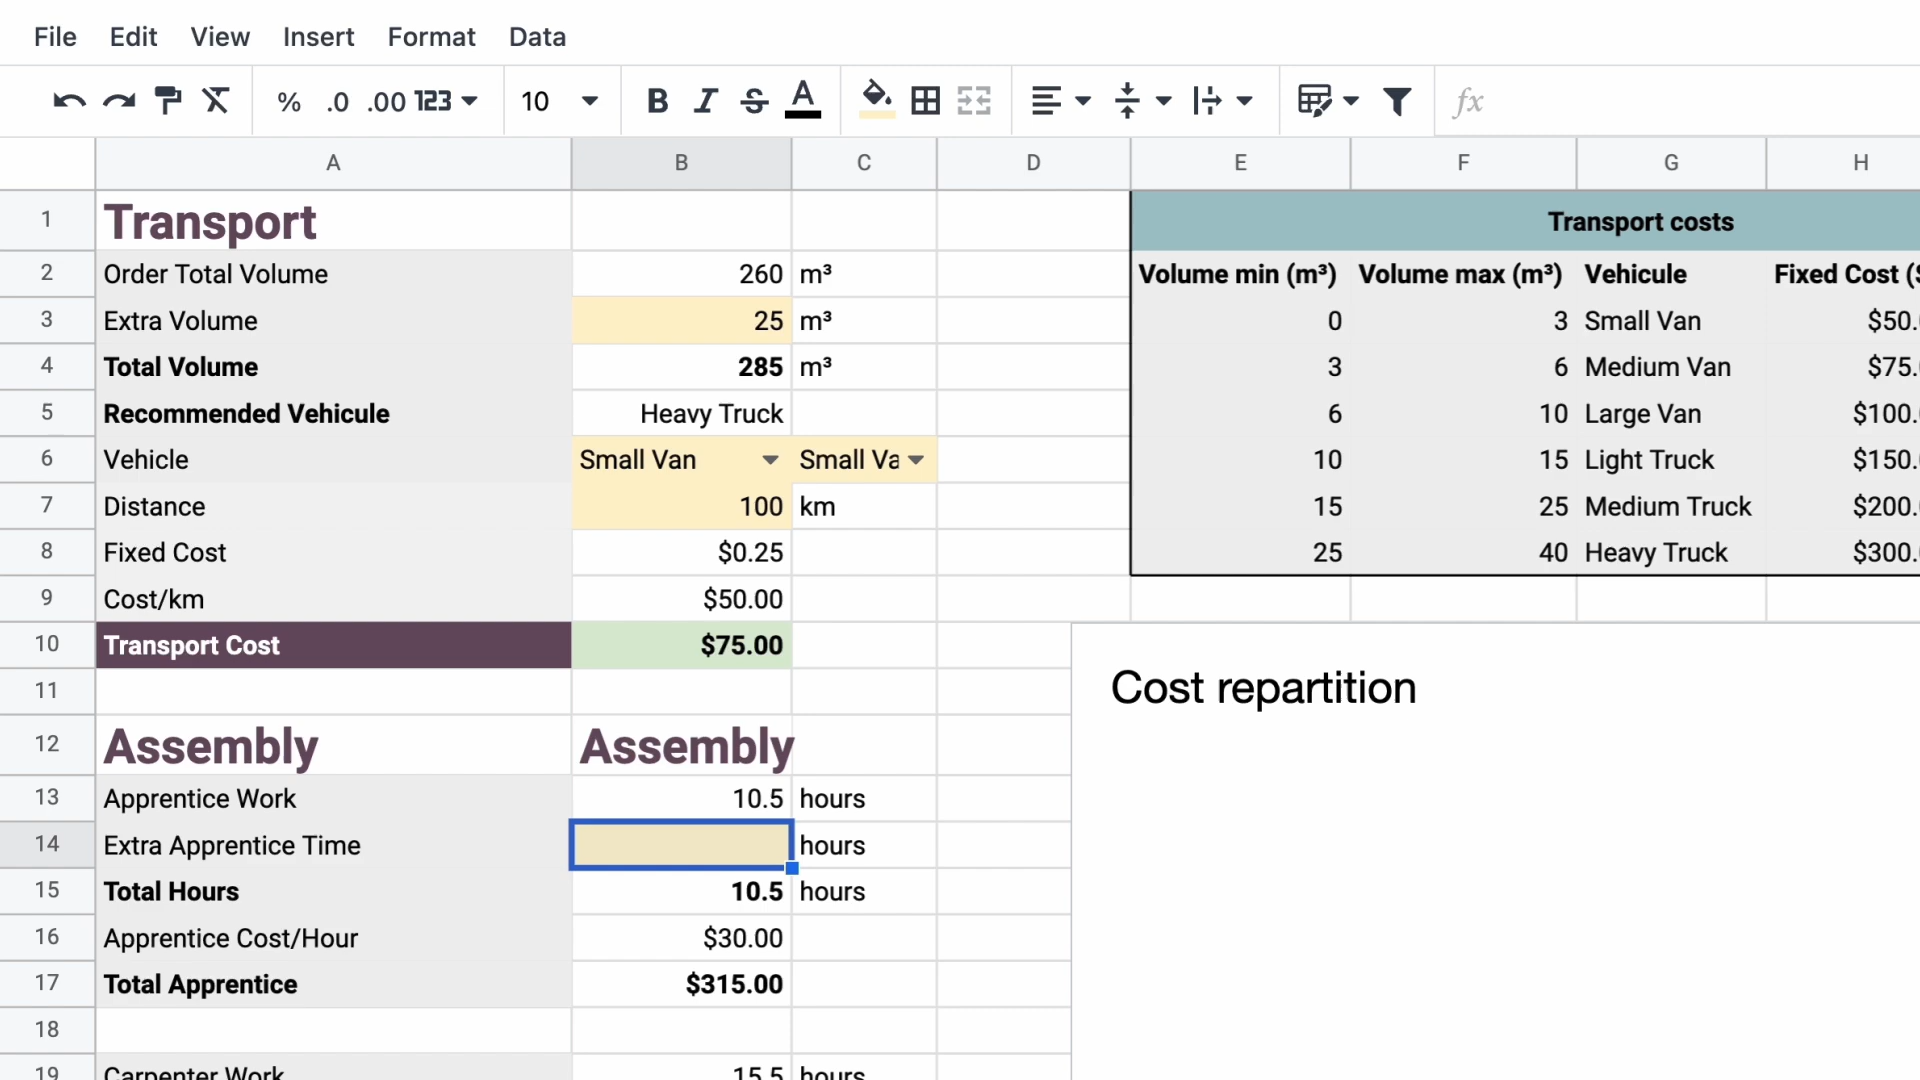 File Edit View Insert Format Data
% .0 .00 123 10 B I S A fx
A B C D E F G H
1 Transport Transport costs
2 Order Total Volume 260 m³ Volume min (m³) Volume max (m³) Vehicule Fixed Cost (
3 Extra Volume 25 m³ 0 3 Small Van $50.
4 Total Volume 285 m³ 3 6 Medium Van $75.
5 Recommended Vehicule Heavy Truck 6 10 Large Van $100.
6 Vehicle Small Van Small Va 10 15 Light Truck $150.
7 Distance 100 km 15 25 Medium Truck $200.
8 Fixed Cost $0.25 25 40 Heavy Truck $300.
9 Cost/km $50.00
10 Transport Cost $75.00
11 Cost repartition
12 Assembly Assembly
13 Apprentice Work 10.5 hours
14 Extra Apprentice Time hours
15 Total Hours 10.5 hours
16 Apprentice Cost/Hour $30.00
17 Total Apprentice $315.00
18
19 Carpenter Work 15.5 hours